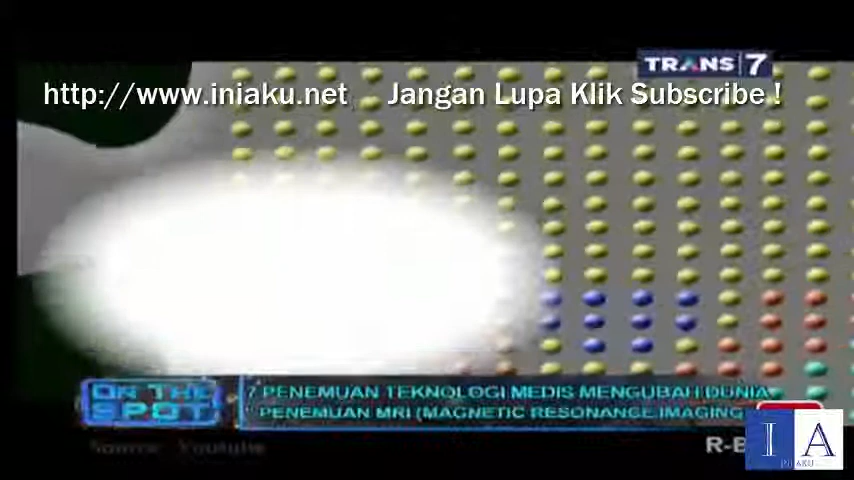 TRANS|7
http://www.iniaku.net Jangan Lupa Klik Subscribe !
ON THE SPOT
7 PENEMUAN TEKNOLOGI MEDIS MENGUBAH DUNIA
PENEMUAN MRI (MAGNETIC RESONANCE IMAGING
Source Youtube
R-B
I A